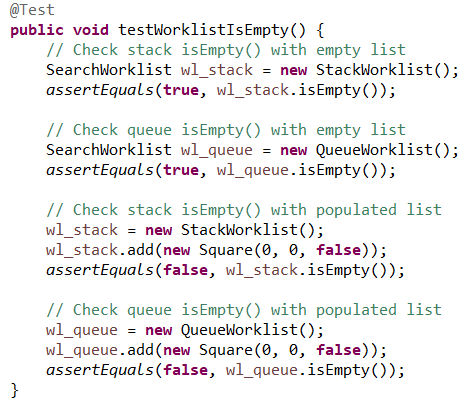 @Test
public void testWorklistIsEmpty() {
    // Check stack isEmpty() with empty list
    SearchWorklist wl_stack = new StackWorklist();
    assertEquals(true, wl_stack.isEmpty());

    // Check queue isEmpty() with empty list
    SearchWorklist wl_queue = new QueueWorklist();
    assertEquals(true, wl_queue.isEmpty());

    // Check stack isEmpty() with populated list
    wl_stack = new StackWorklist();
    wl_stack.add(new Square(0, 0, false));
    assertEquals(false, wl_stack.isEmpty());

    // Check queue isEmpty() with populated list
    wl_queue = new QueueWorklist();
    wl_queue.add(new Square(0, 0, false));
    assertEquals(false, wl_queue.isEmpty());
}